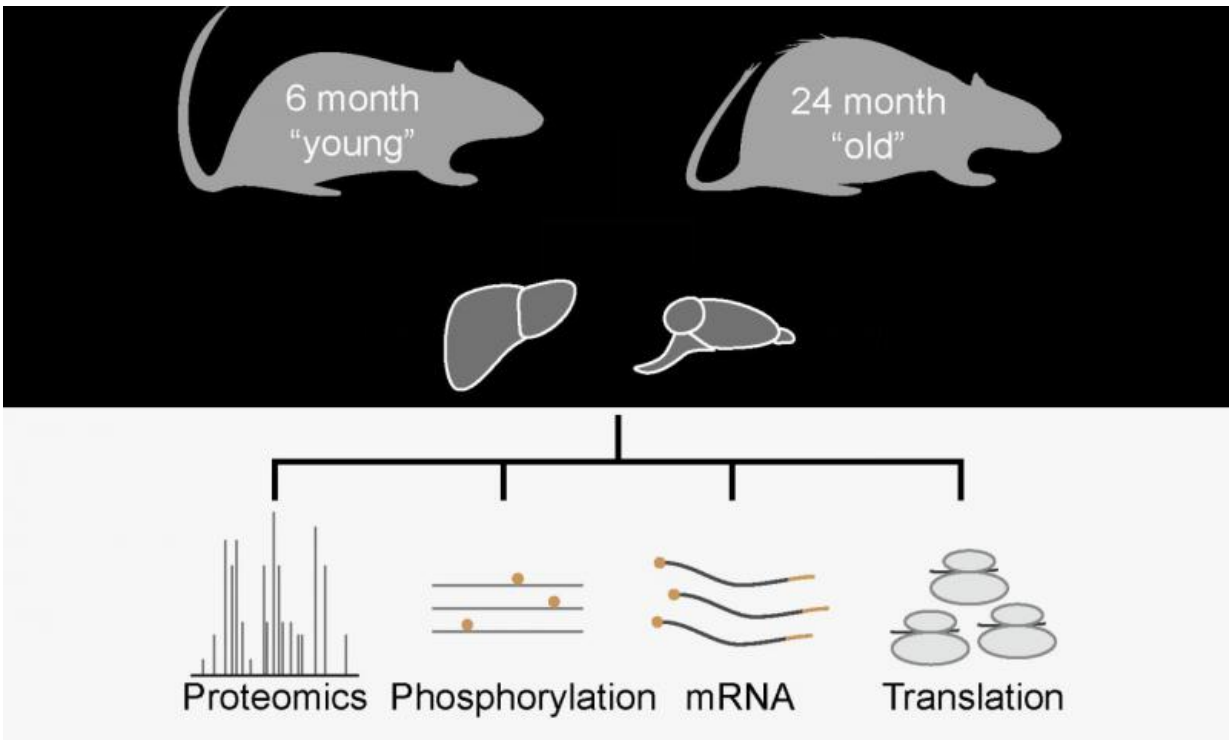 6 month
“young”
24 month
“old”
Proteomics
Phosphorylation
mRNA
Translation